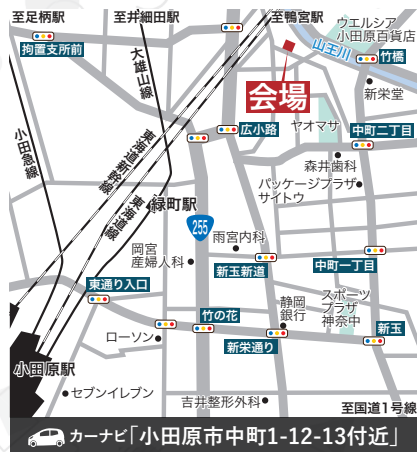 至足柄駅
至井細田駅
至鴨宮駅
ウエルシア
小田原百貨店
拘置支所前
大雄山線
山王川
竹橋
新栄堂
会場
広小路
ヤオマサ
中町二丁目
小田急線
東海道新幹線
東海道線
森井歯科
パッケージプラザ
サイトウ
緑町駅
255
雨宮内科
岡宮
産婦人科
新玉新道
中町一丁目
東通り入口
竹の花
静岡
銀行
スポーツ
プラザ
神奈中
ローソン
新栄通り
新玉
小田原駅
セブンイレブン
吉井整形外科
至国道1号線
カーナビ「小田原市中町1-12-13付近」